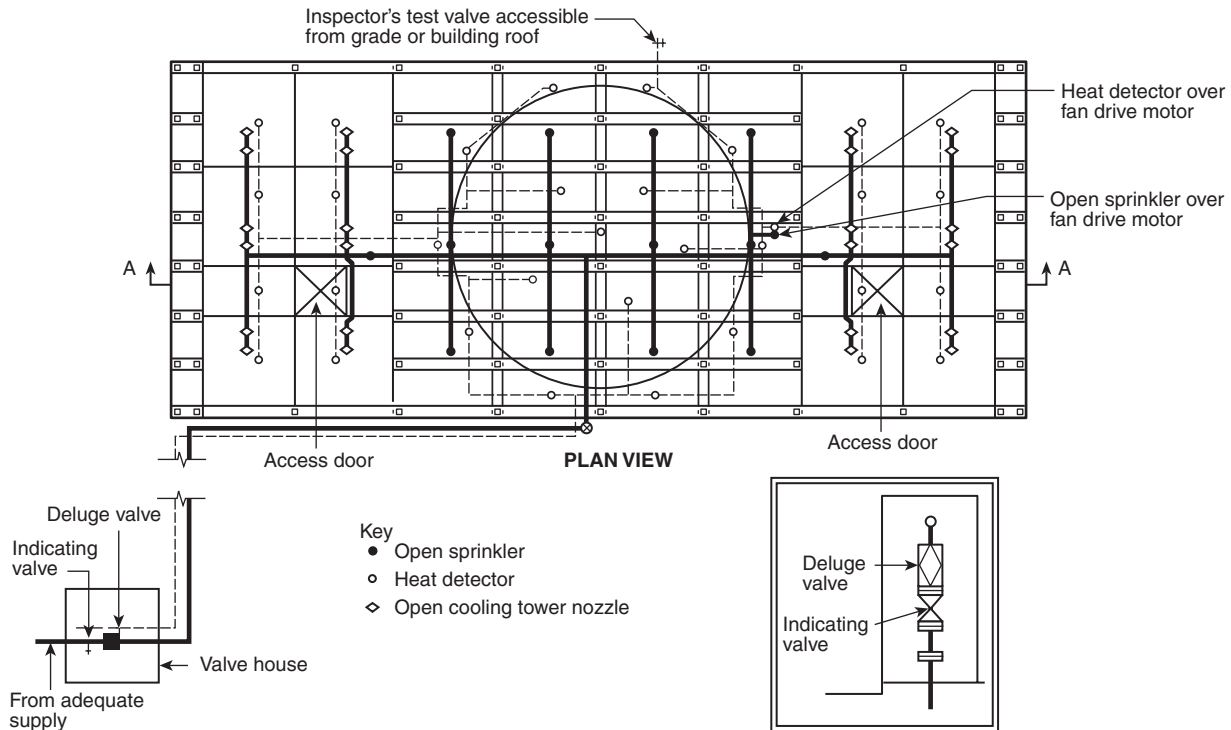 Inspector's test valve accessible
from grade or building roof
Heat detector over
fan drive motor
Open sprinkler over
fan drive motor
A
A
Access door
PLAN VIEW
Access door
Deluge valve
Indicating
valve
Valve house
From adequate
supply
Key
Open sprinkler
Heat detector
Open cooling tower nozzle
Deluge
valve
Indicating
valve